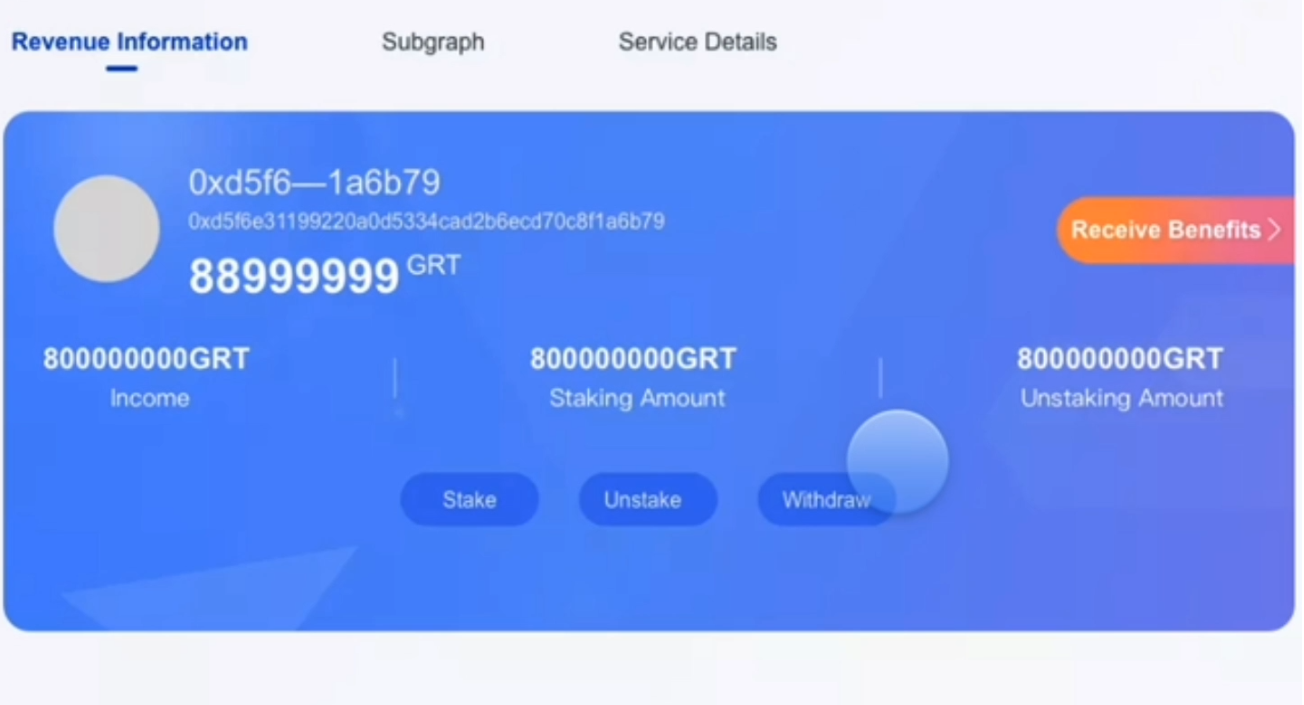 Revenue Information Subgraph Service Details
0xd5f6—1a6b79
0xd5f6e31199220a0d5334cad2b6ecd70c8f1a6b79
Receive Benefits
88999999 GRT
800000000GRT 800000000GRT 800000000GRT
Income Staking Amount Unstaking Amount
Stake Unstake Withdraw